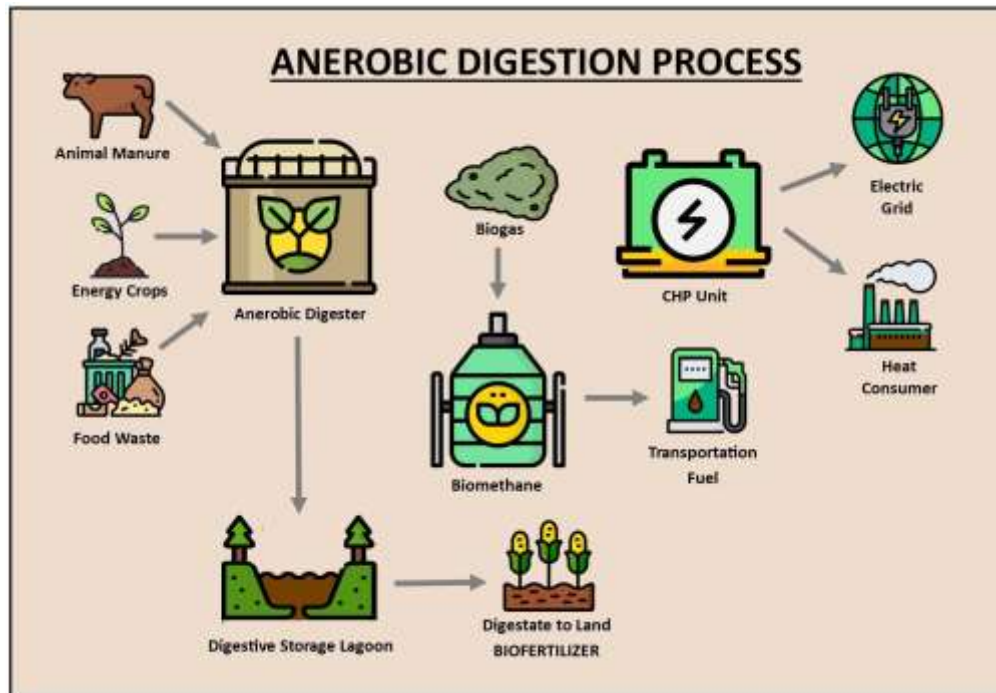 ANEROBIC DIGESTION PROCESS
Animal Manure
Energy Crops
Food Waste
Anerobic Digester
Biogas
CHP Unit
Electric
Grid
Heat
Consumer
Biomethane
Transportation
Fuel
Digestive Storage Lagoon
Digestate to Land
BIOFERTILIZER